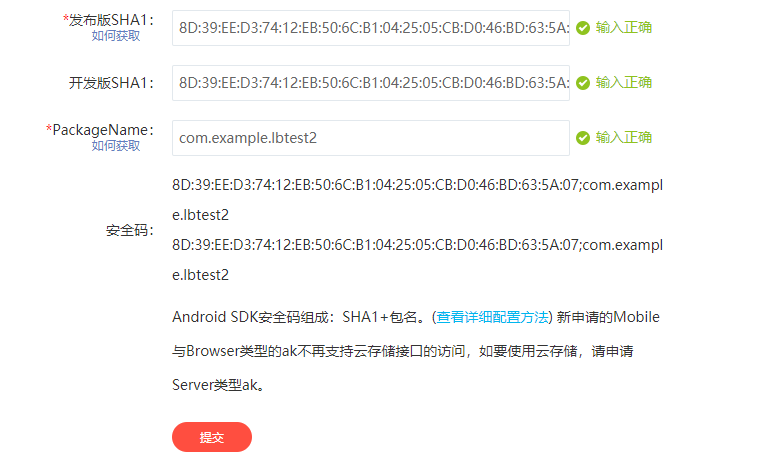 *发布版SHA1：
8D:39:EE:D3:74:12:EB:50:6C:B1:04:25:05:CB:D0:46:BD:63:5A:
输入正确
如何获取
开发版SHA1：
8D:39:EE:D3:74:12:EB:50:6C:B1:04:25:05:CB:D0:46:BD:63:5A:
输入正确
*PackageName：
com.example.lbtest2
输入正确
如何获取
安全码：
8D:39:EE:D3:74:12:EB:50:6C:B1:04:25:05:CB:D0:46:BD:63:5A:07;com.exampl
e.lbtest2
8D:39:EE:D3:74:12:EB:50:6C:B1:04:25:05:CB:D0:46:BD:63:5A:07;com.exampl
e.lbtest2
Android SDK安全码组成：SHA1+包名。(查看详细配置方法) 新申请的Mobile
与Browser类型的ak不再支持云存储接口的访问，如要使用云存储，请申请
Server类型ak。
提交